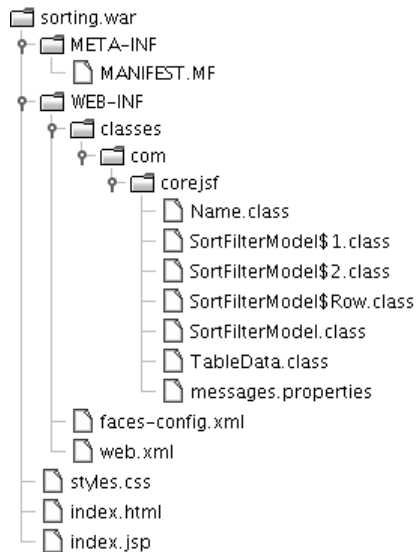 sorting.war
META-INF
MANIFEST.MF
WEB-INF
classes
com
corejsf
Name.class
SortFilterModel$1.class
SortFilterModel$2.class
SortFilterModel$Row.class
SortFilterModel.class
TableData.class
messages.properties
faces-config.xml
web.xml
styles.css
index.html
index.jsp